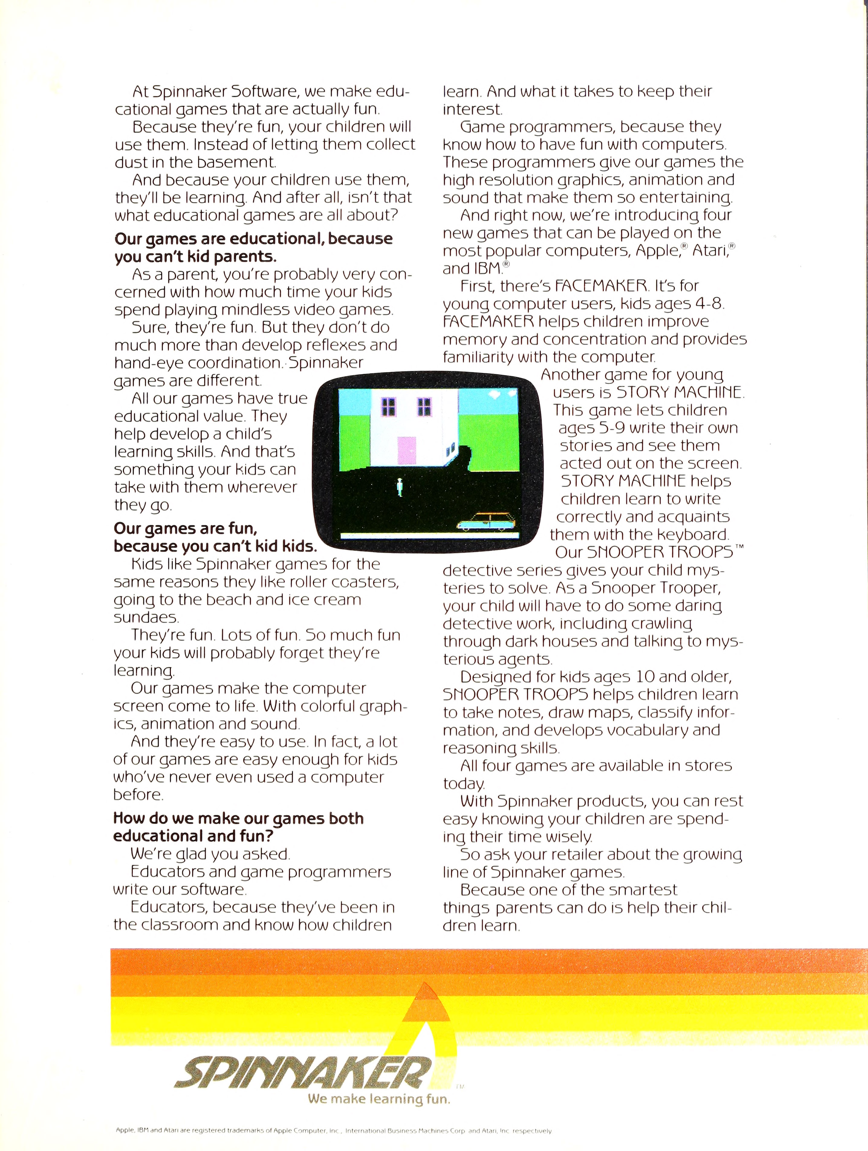 At Spinnaker Software, we make edu-
cational games that are actually fun.
Because they're fun, your children will
use them. Instead of letting them collect
dust in the basement.
And because your children use them,
they'll be learning. And after all, isn't that
what educational games are all about?
Our games are educational, because
you can't kid parents.
As a parent, you're probably very con-
cerned with how much time your kids
spend playing mindless video games.
Sure, they're fun. But they don't do
much more than develop reflexes and
hand-eye coordination. Spinnaker
games are different.
All our games have true
educational value. They
help develop a child's
learning skills. And that's
something your kids can
take with them wherever
they go.
Our games are fun,
because you can't kid kids.
Kids like Spinnaker games for the
same reasons they like roller coasters,
going to the beach and ice cream
sundaes.
They're fun. Lots of fun. So much fun
your kids will probably forget they're
learning.
Our games make the computer
screen come to life. With colorful graph-
ics, animation and sound.
And they're easy to use. In fact, a lot
of our games are easy enough for kids
who've never even used a computer
before.
How do we make our games both
educational and fun?
We're glad you asked.
Educators and game programmers
write our software.
Educators, because they've been in
the classroom and know how children
learn. And what it takes to keep their
interest.
Game programmers, because they
know how to have fun with computers.
These programmers give our games the
high resolution graphics, animation and
sound that make them so entertaining.
And right now, we're introducing four
new games that can be played on the
most popular computers, Apple,® Atari,®
and IBM.®
First, there's FACEMAKER. It's for
young computer users, kids ages 4-8.
FACEMAKER helps children improve
memory and concentration and provides
familiarity with the computer.
Another game for young
users is STORY MACHINE.
This game lets children
ages 5-9 write their own
stories and see them
acted out on the screen.
STORY MACHINE helps
children learn to write
correctly and acquaints
them with the keyboard.
Our SNOOPER TROOPS™
detective series gives your child mys-
teries to solve. As a Snooper Trooper,
your child will have to do some daring
detective work, including crawling
through dark houses and talking to mys-
terious agents.
Designed for kids ages 10 and older,
SNOOPER TROOPS helps children learn
to take notes, draw maps, classify infor-
mation, and develops vocabulary and
reasoning skills.
All four games are available in stores
today.
With Spinnaker products, you can rest
easy knowing your children are spend-
ing their time wisely.
So ask your retailer about the growing
line of Spinnaker games.
Because one of the smartest
things parents can do is help their chil-
dren learn.
SPINNAKER™
We make learning fun.
Apple, IBM and Atari are registered trademarks of Apple Computer, Inc., International Business Machines Corp. and Atari, Inc. respectively.